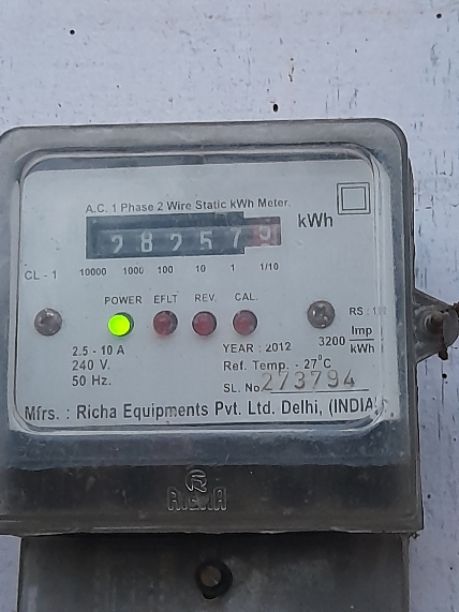 A.C. 1 Phase 2 Wire Static kWh Meter.
2 8 2 5 7 9
kWh
CL - 1
10000 1000 100 10 1 1/10
POWER EFLT REV. CAL.
RS : 
2.5 - 10 A
240 V.
50 Hz.
YEAR : 2012
Ref. Temp. - 27°C
SL. No. 273794
3200 Imp
kWh
Mfrs. : Richa Equipments Pvt. Ltd. Delhi, (INDIA)